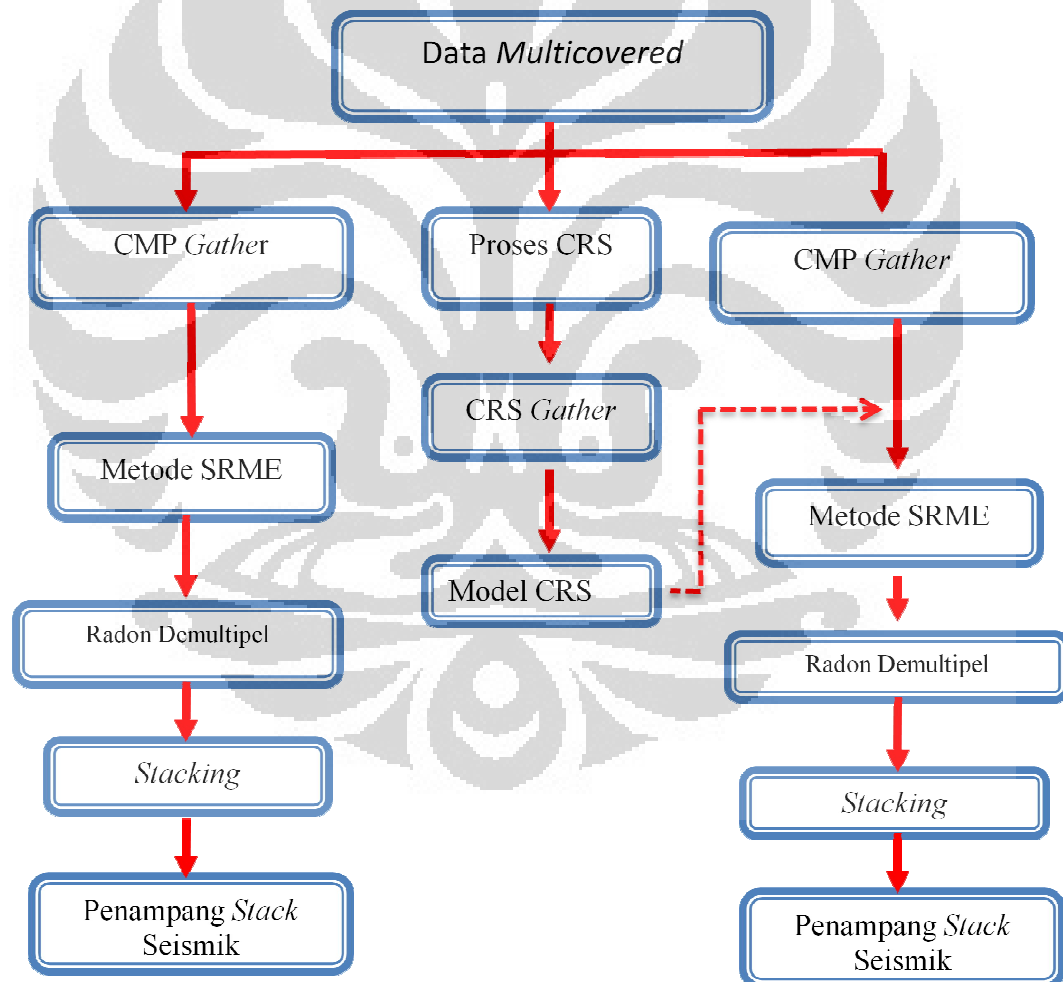 Data Multicovered
CMP Gather
Proses CRS
CMP Gather
CRS Gather
Metode SRME
Metode SRME
Model CRS
Radon Demultipel
Radon Demultipel
Stacking
Stacking
Penampang Stack
Seismik
Penampang Stack
Seismik